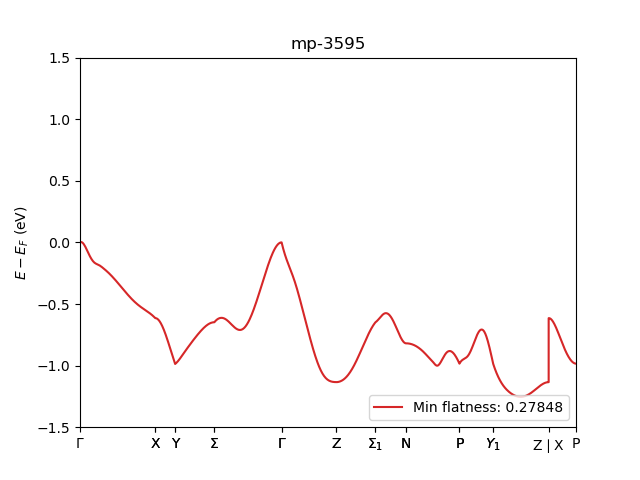 mp-3595
E − E_F (eV)
1.5
1.0
0.5
0.0
−0.5
−1.0
−1.5
Min flatness: 0.27848
Γ X Y Σ Γ Z Σ₁ N P Y₁ Z | X P